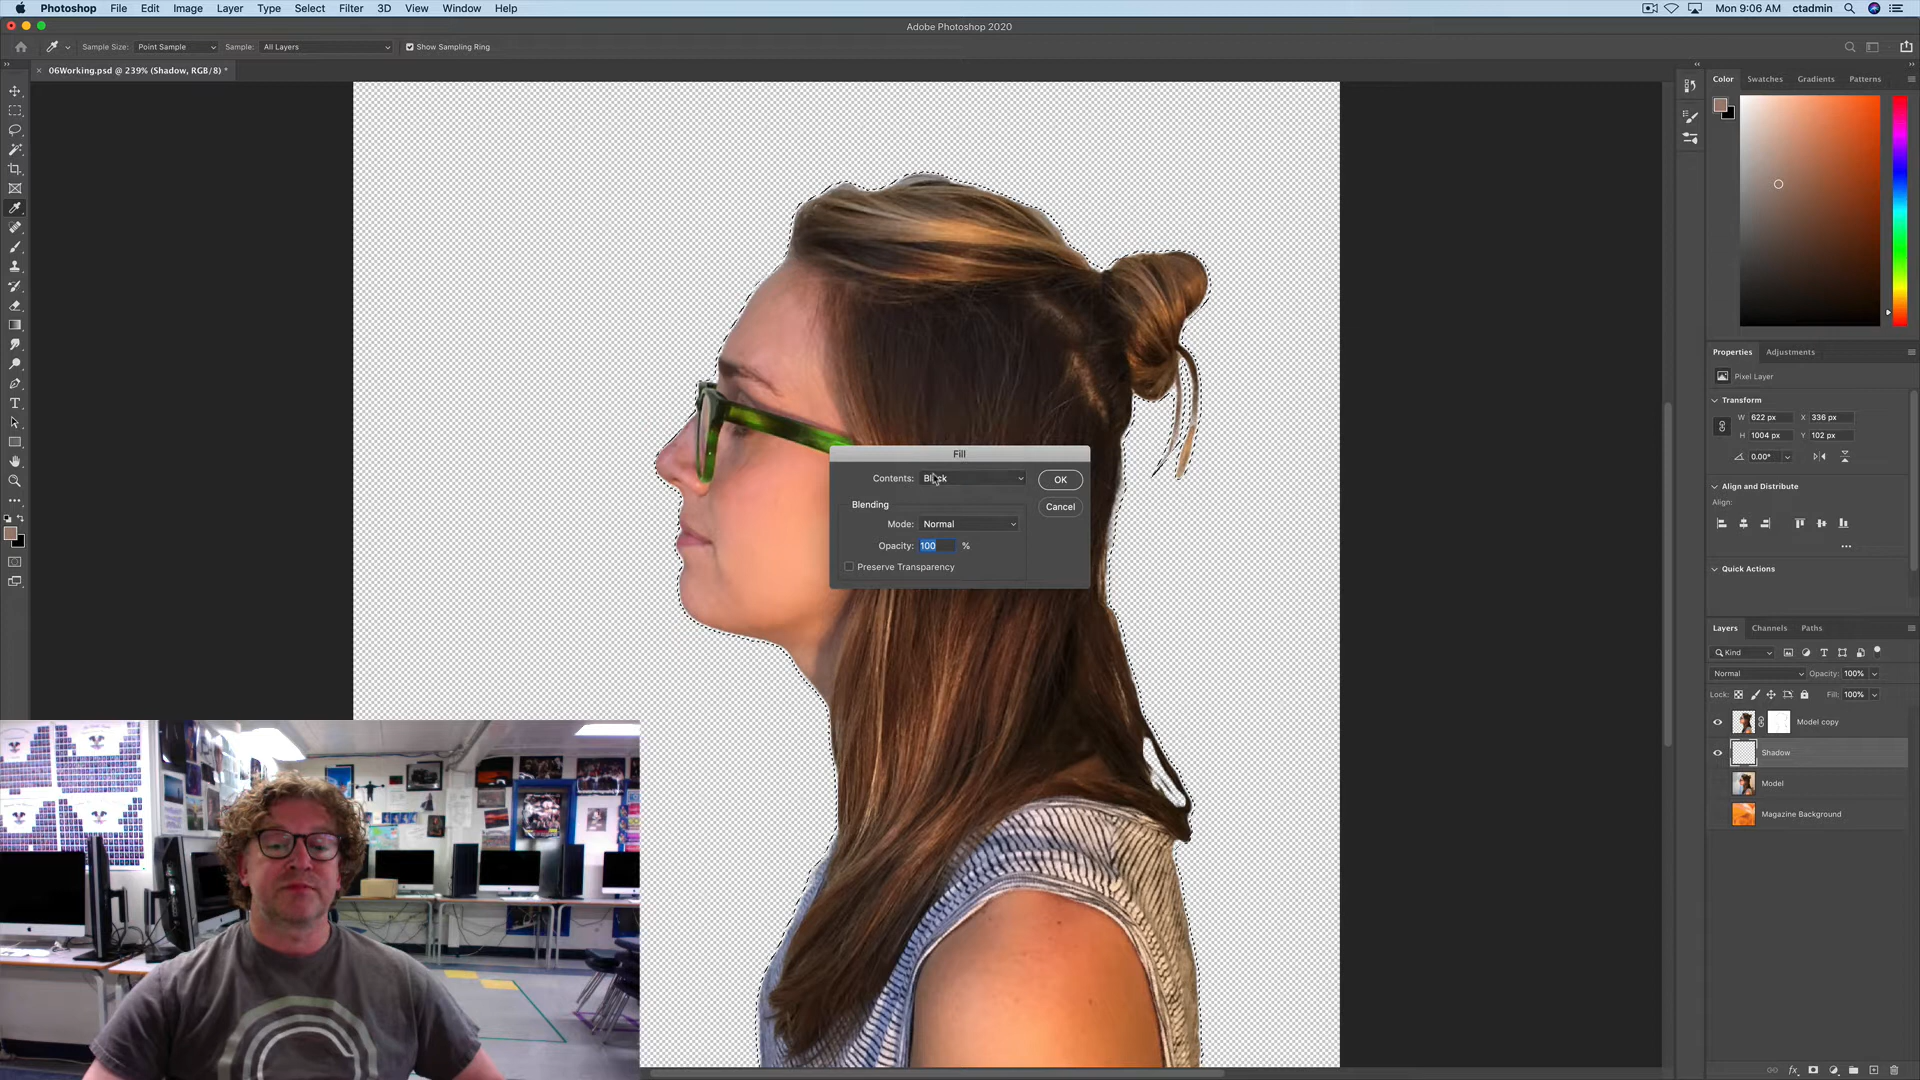 Photoshop File Edit Image Layer Type Select Filter 3D View Window Help
Mon 9:06 AM ctadmin
Adobe Photoshop 2020
Sample Size: Point Sample Sample: All Layers Show Sampling Ring
06Working.psd @ 239% (Shadow, RGB/8) *
Color Swatches Gradients Patterns
Properties Adjustments
Pixel Layer
Transform
W 622 px X 336 px
H 1004 px Y 102 px
0.00°
Align and Distribute
Align:
Quick Actions
Fill
Contents: Black
OK
Blending
Cancel
Mode: Normal
Opacity: 100 %
Preserve Transparency
Layers Channels Paths
Kind
Normal Opacity: 100%
Lock: Fill: 100%
Model copy
Shadow
Model
Magazine Background